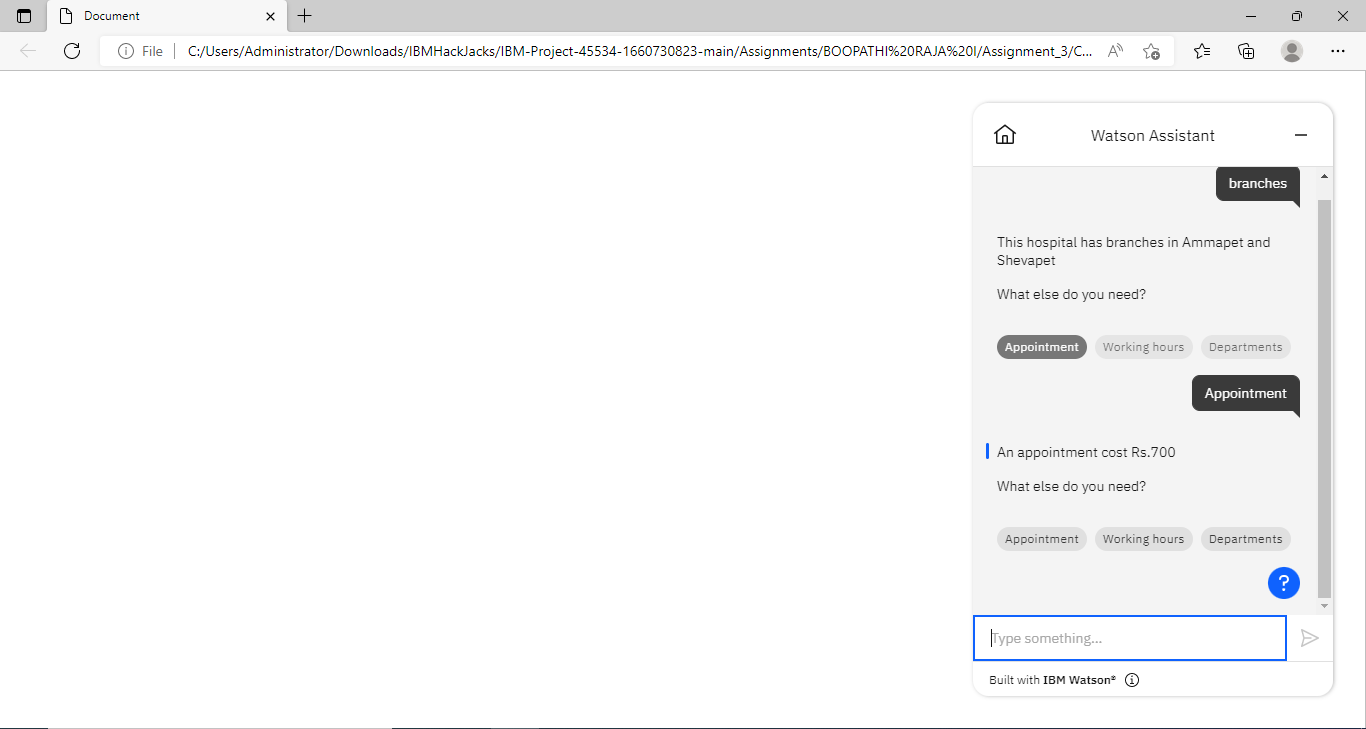 Document
File
C:/Users/Administrator/Downloads/IBMHackJacks/IBM-Project-45534-1660730823-main/Assignments/BOOPATHI%20RAJA%20I/Assignment_3/C...
Watson Assistant
branches
This hospital has branches in Ammapet and
Shevapet
What else do you need?
Appointment Working hours Departments
Appointment
An appointment cost Rs.700
What else do you need?
Appointment Working hours Departments
?
Type something...
Built with IBM Watson®